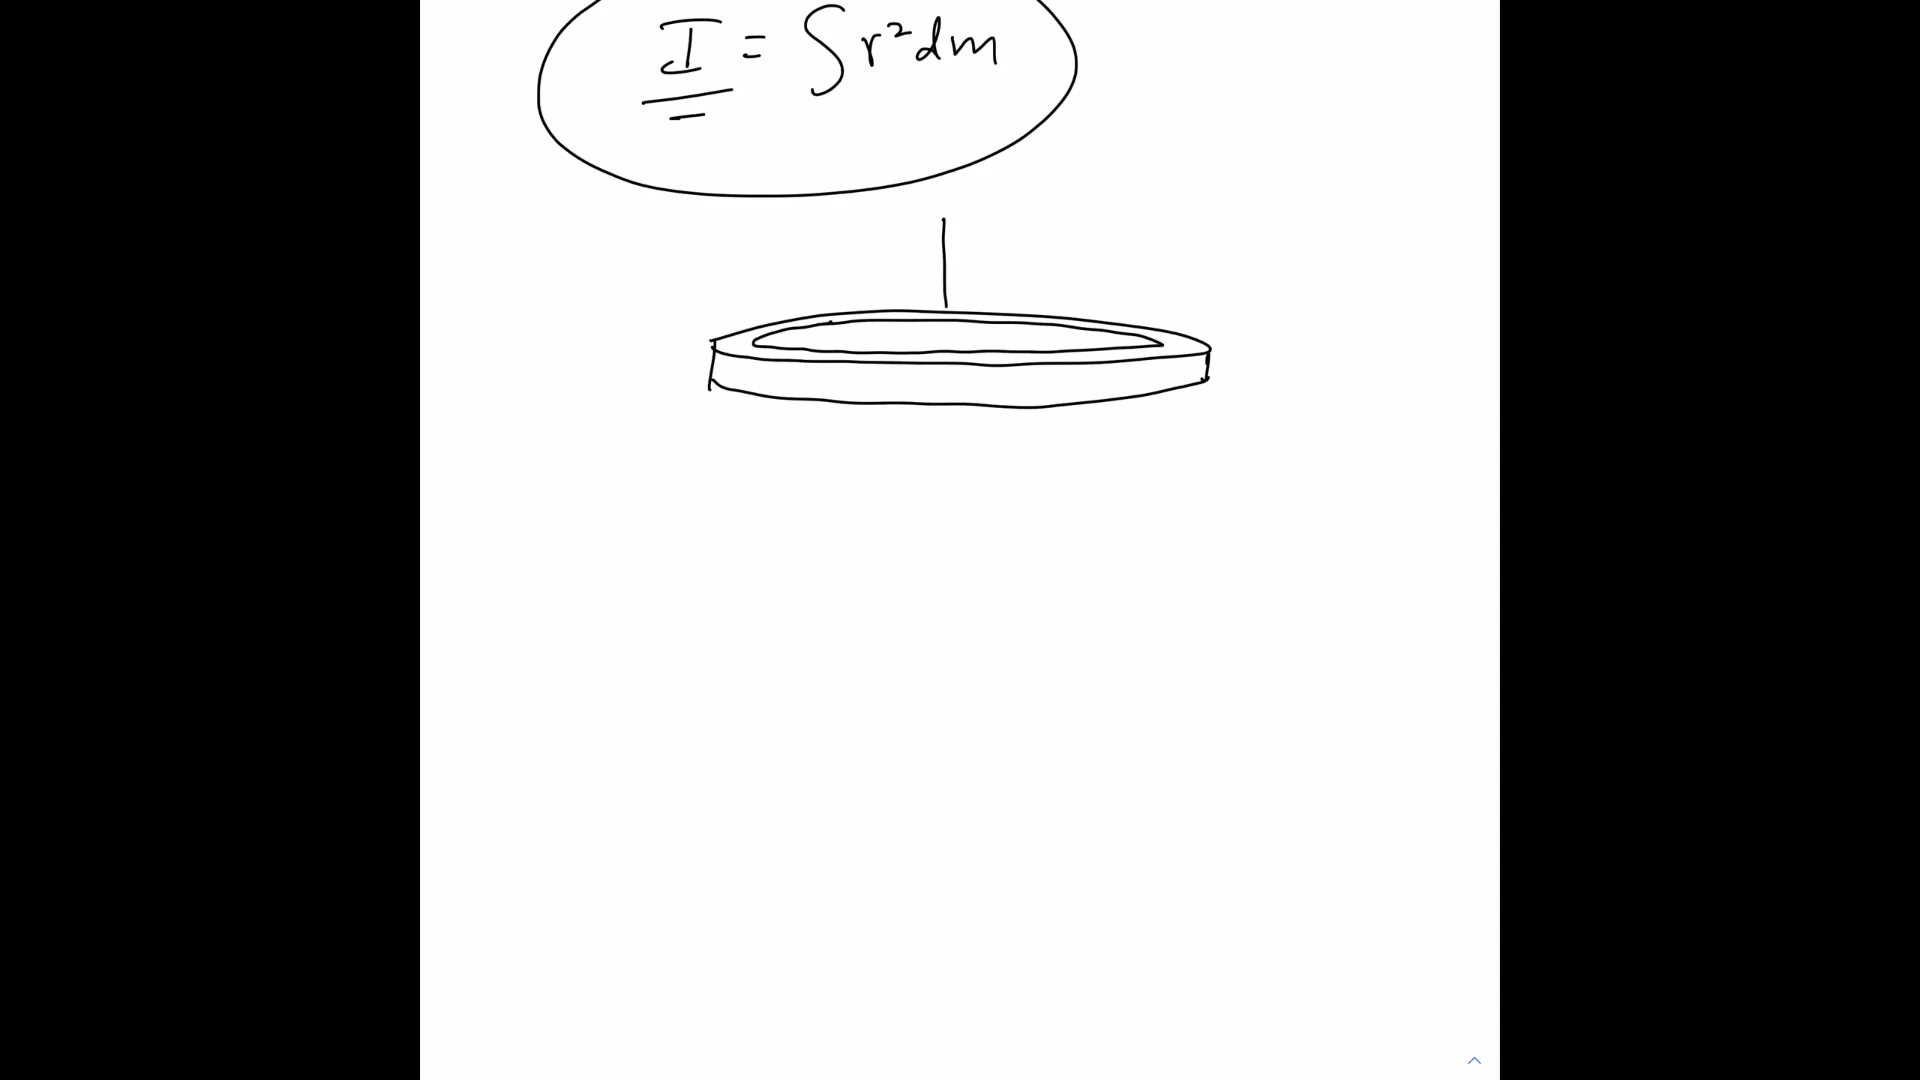 I = ∫r²dm